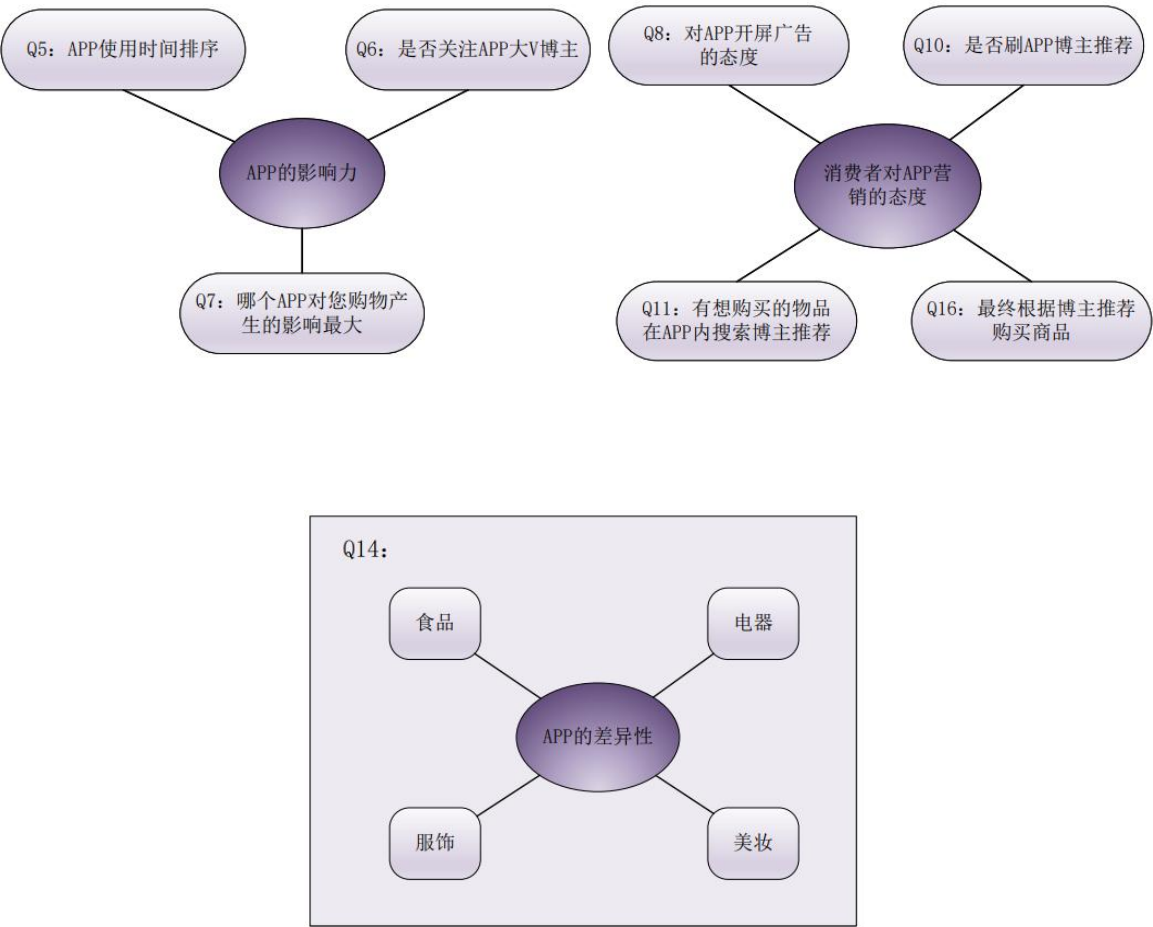 Q5：APP使用时间排序
Q6：是否关注APP大V博主
APP的影响力
Q7：哪个APP对您购物产
生的影响最大
Q8：对APP开屏广告
的态度
Q10：是否刷APP博主推荐
消费者对APP营
销的态度
Q11：有想购买的物品
在APP内搜索博主推荐
Q16：最终根据博主推荐
购买商品
Q14：
食品
电器
APP的差异性
服饰
美妆